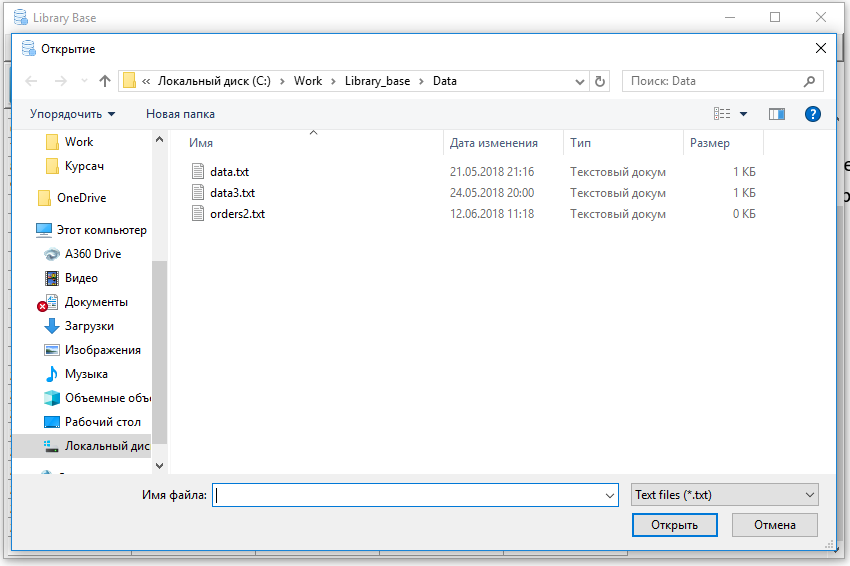 Library Base
Открытие
« Локальный диск (C:) › Work › Library_base › Data
Поиск: Data
Упорядочить
Новая папка
Work
Курсач
OneDrive
Этот компьютер
A360 Drive
Видео
Документы
Загрузки
Изображения
Музыка
Объемные объ
Рабочий стол
Локальный дис
Имя Дата изменения Тип Размер
data.txt 21.05.2018 21:16 Текстовый докум 1 КБ
data3.txt 24.05.2018 20:00 Текстовый докум 1 КБ
orders2.txt 12.06.2018 11:18 Текстовый докум 0 КБ
Имя файла:
Text files (*.txt)
Открыть Отмена